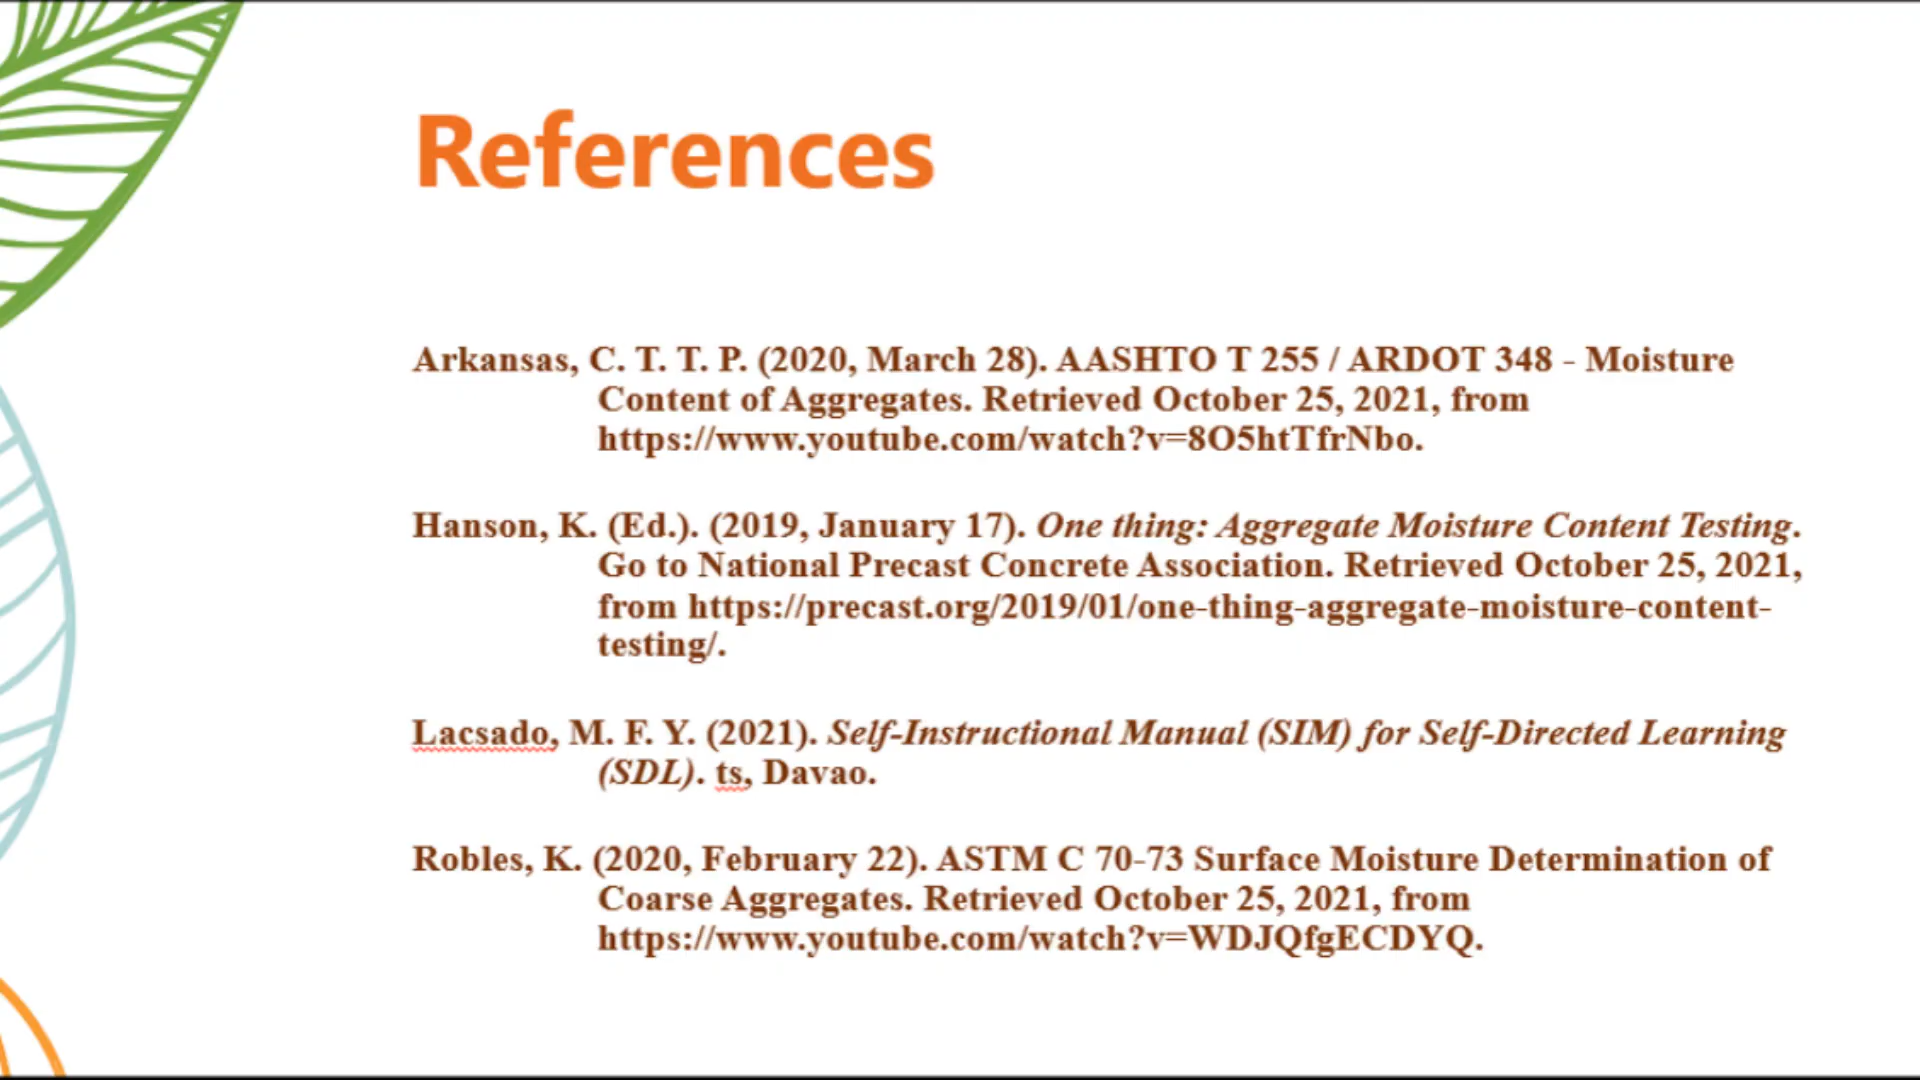 References
Arkansas, C. T. T. P. (2020, March 28). AASHTO T 255 / ARDOT 348 - Moisture
Content of Aggregates. Retrieved October 25, 2021, from
https://www.youtube.com/watch?v=8O5htTfrNbo.
Hanson, K. (Ed.). (2019, January 17). One thing: Aggregate Moisture Content Testing.
Go to National Precast Concrete Association. Retrieved October 25, 2021,
from https://precast.org/2019/01/one-thing-aggregate-moisture-content-
testing/.
Lacsado, M. F. Y. (2021). Self-Instructional Manual (SIM) for Self-Directed Learning
(SDL). ts, Davao.
Robles, K. (2020, February 22). ASTM C 70-73 Surface Moisture Determination of
Coarse Aggregates. Retrieved October 25, 2021, from
https://www.youtube.com/watch?v=WDJQfgECDYQ.